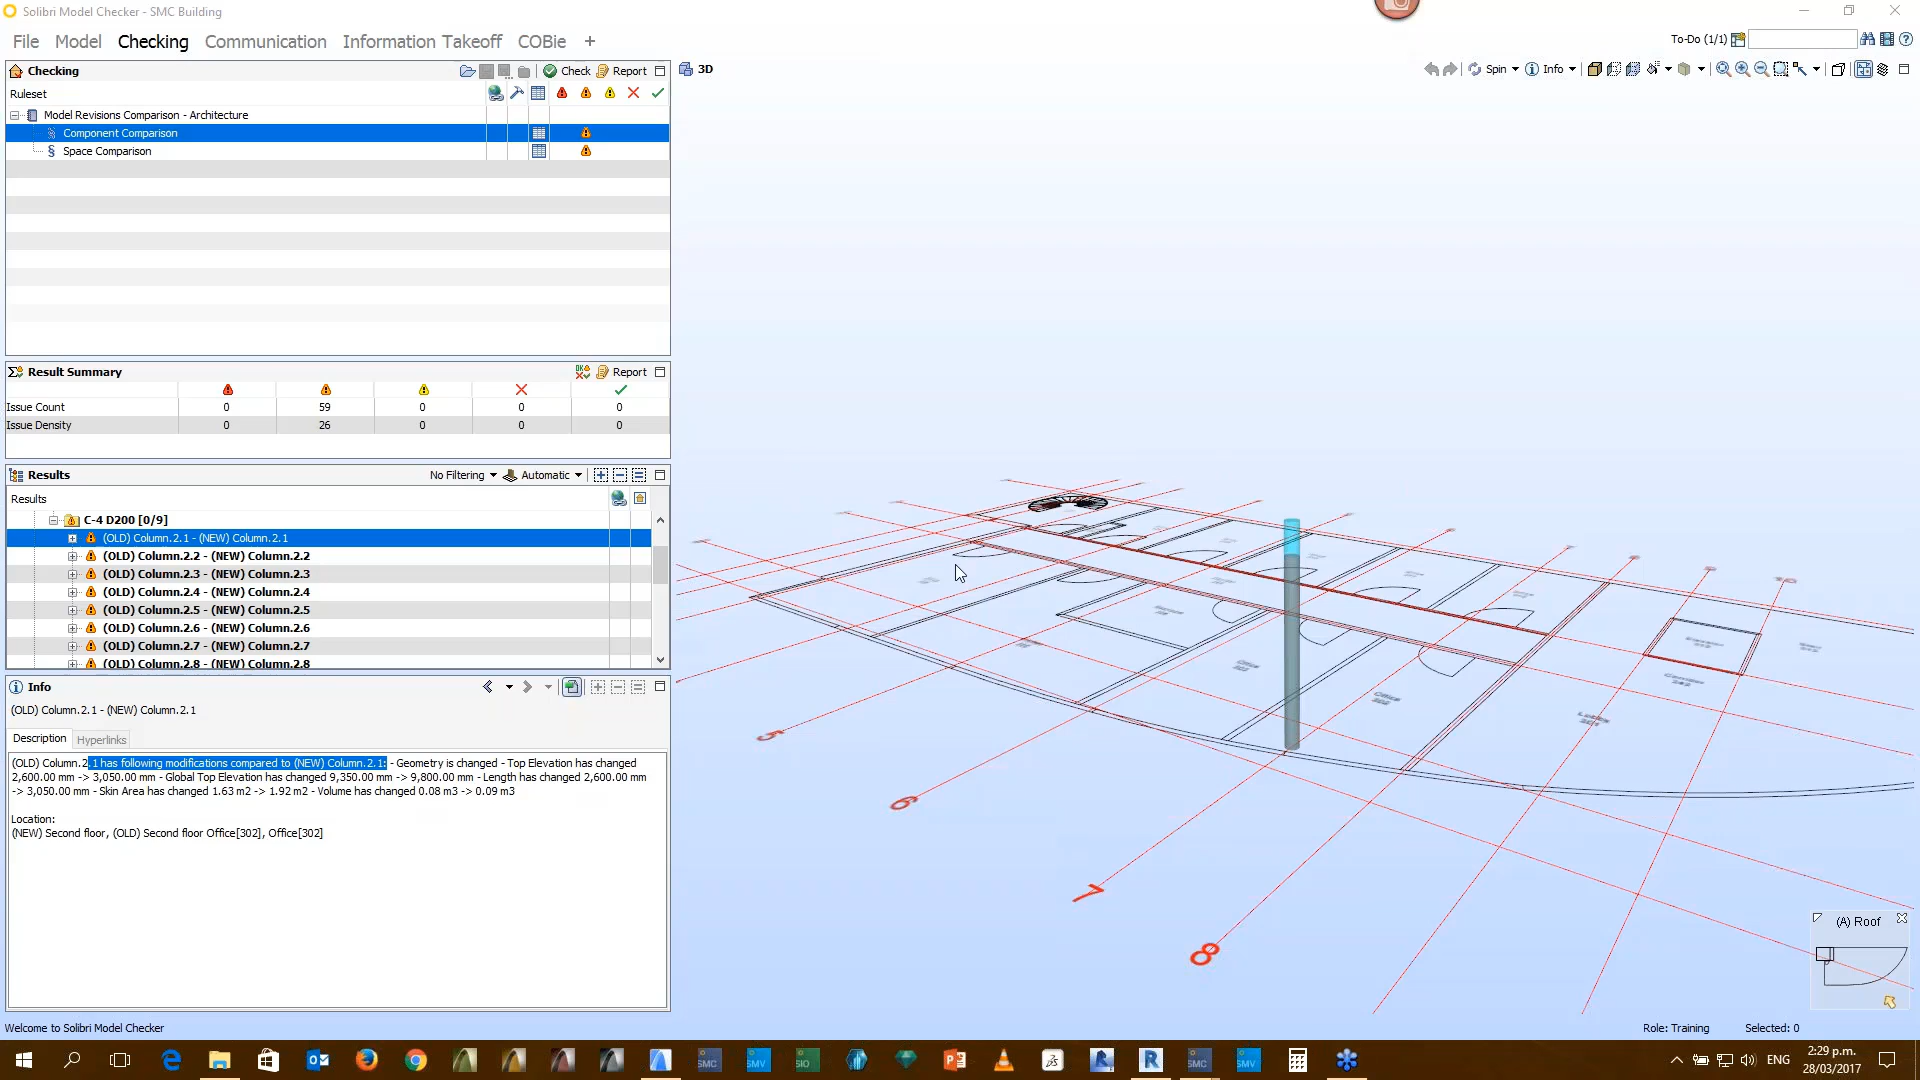 Solibri Model Checker - SMC Building
File Model Checking Communication Information Takeoff COBie +
To-Do (1/1)
Checking
Check Report
3D
Spin Info
Ruleset
Model Revisions Comparison - Architecture
Component Comparison
Space Comparison
Result Summary
Report
Issue Count 0 59 0 0 0
Issue Density 0 26 0 0 0
Results
No Filtering Automatic
Results
C-4 D200 [0/9]
(OLD) Column.2.1 - (NEW) Column.2.1
(OLD) Column.2.2 - (NEW) Column.2.2
(OLD) Column.2.3 - (NEW) Column.2.3
(OLD) Column.2.4 - (NEW) Column.2.4
(OLD) Column.2.5 - (NEW) Column.2.5
(OLD) Column.2.6 - (NEW) Column.2.6
(OLD) Column.2.7 - (NEW) Column.2.7
(OLD) Column.2.8 - (NEW) Column.2.8
Info
(OLD) Column.2.1 - (NEW) Column.2.1
Description Hyperlinks
(OLD) Column.2.1 has following modifications compared to (NEW) Column.2.1: - Geometry is changed - Top Elevation has changed
2,600.00 mm -> 3,050.00 mm - Global Top Elevation has changed 9,350.00 mm -> 9,800.00 mm - Length has changed 2,600.00 mm
-> 3,050.00 mm - Skin Area has changed 1.63 m2 -> 1.92 m2 - Volume has changed 0.08 m3 -> 0.09 m3
Location:
(NEW) Second floor, (OLD) Second floor Office[302], Office[302]
5
6
7
8
(A) Roof
Welcome to Solibri Model Checker
Role: Training Selected: 0
SMC SMV SIO SMC SMV
ENG
2:29 p.m.
28/03/2017